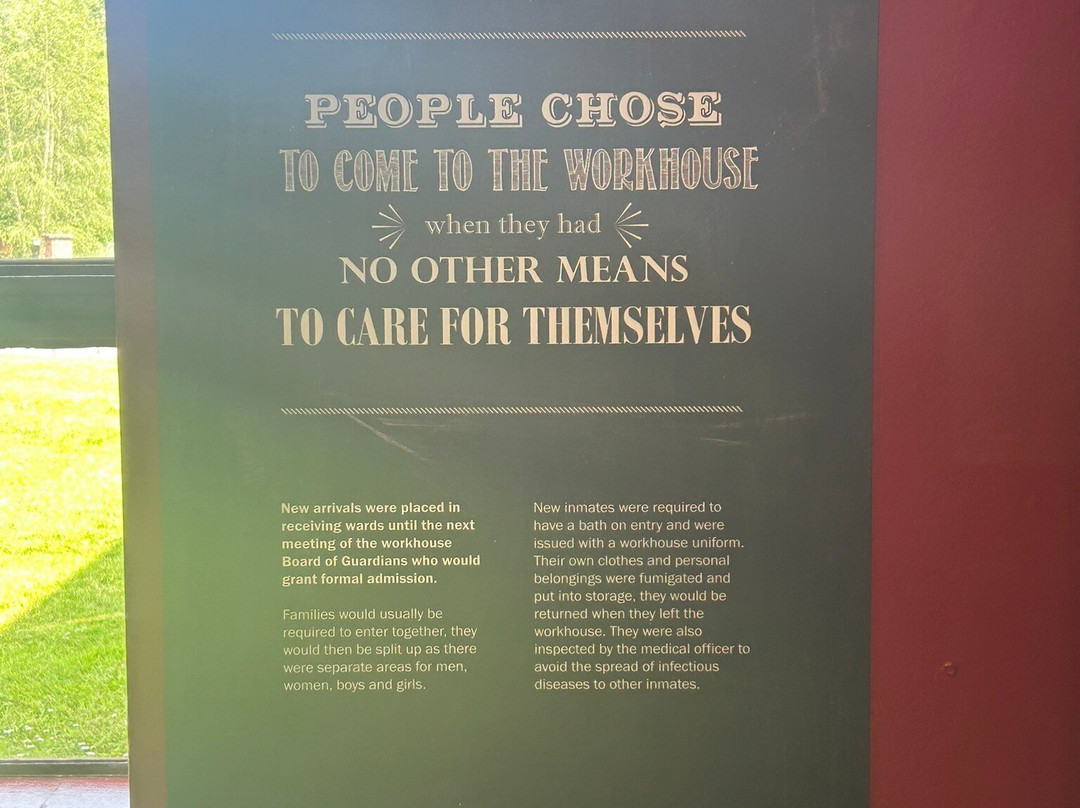 PEOPLE CHOSE
TO COME TO THE WORKHOUSE
when they had
NO OTHER MEANS
TO CARE FOR THEMSELVES
New arrivals were placed in
receiving wards until the next
meeting of the workhouse
Board of Guardians who would
grant formal admission.
Families would usually be
required to enter together, they
would then be split up as there
were separate areas for men,
women, boys and girls.
New inmates were required to
have a bath on entry and were
issued with a workhouse uniform.
Their own clothes and personal
belongings were fumigated and
put into storage, they would be
returned when they left the
workhouse. They were also
inspected by the medical officer to
avoid the spread of infectious
diseases to other inmates.